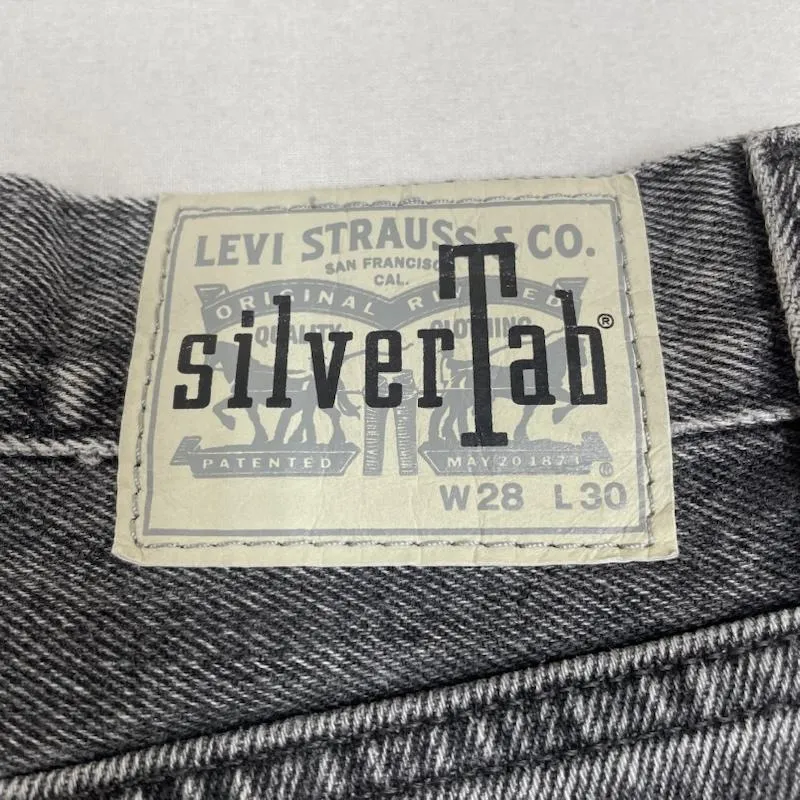 LEVI STRAUSS & CO.
SAN FRANCISCO
CAL.
ORIGINAL RIVETED
QUALITY CLOTHING
silverTab®
PATENTED MAY 20 1873
W28 L30